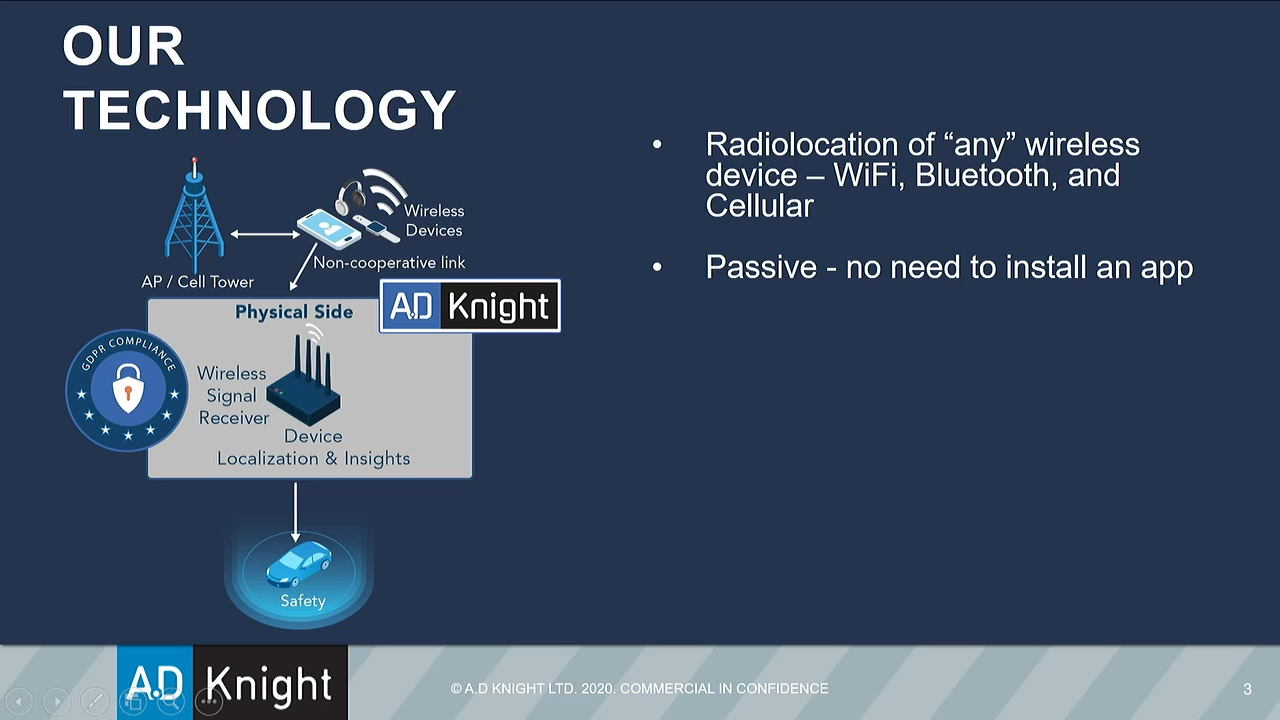 OUR
TECHNOLOGY
Wireless
Devices
Non-cooperative link
AP / Cell Tower
A.D Knight
Physical Side
GDPR COMPLIANCE
Wireless
Signal
Receiver
Device
Localization & Insights
Safety
• Radiolocation of “any” wireless
device – WiFi, Bluetooth, and
Cellular
• Passive - no need to install an app
A.D Knight
© A.D KNIGHT LTD. 2020. COMMERCIAL IN CONFIDENCE
3